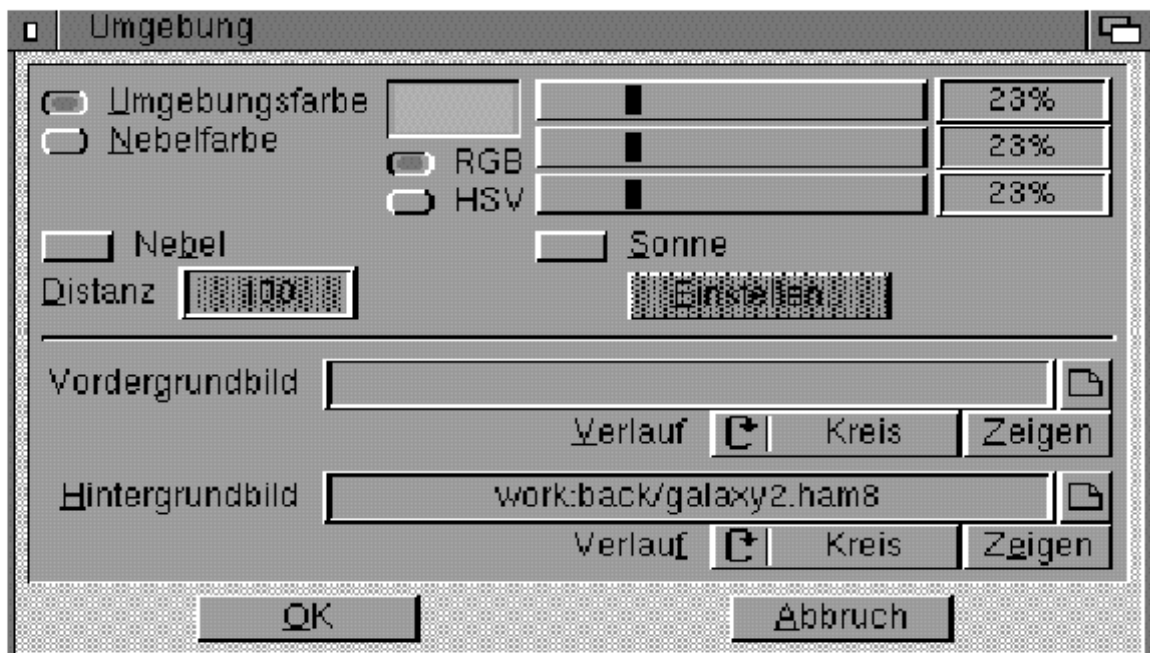 Umgebung
Umgebungsfarbe 23%
Nebelfarbe 23%
RGB
HSV 23%
Nebel Sonne
Distanz 100 Einstellen
Vordergrundbild
Verlauf Kreis Zeigen
Hintergrundbild work:back/galaxy2.ham8
Verlauf Kreis Zeigen
OK Abbruch